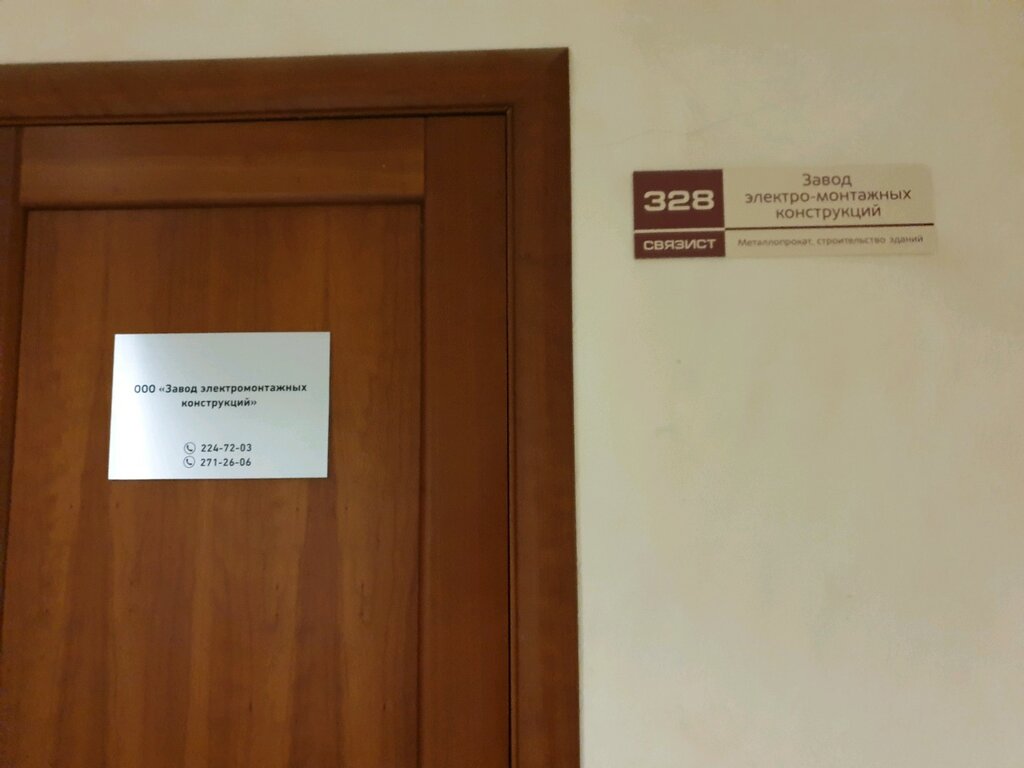 ООО «Завод электромонтажных
конструкций»
224-72-03
271-26-06
328
СВЯЗИСТ
Завод
электро-монтажных
конструкций
Металлопрокат, строительство зданий